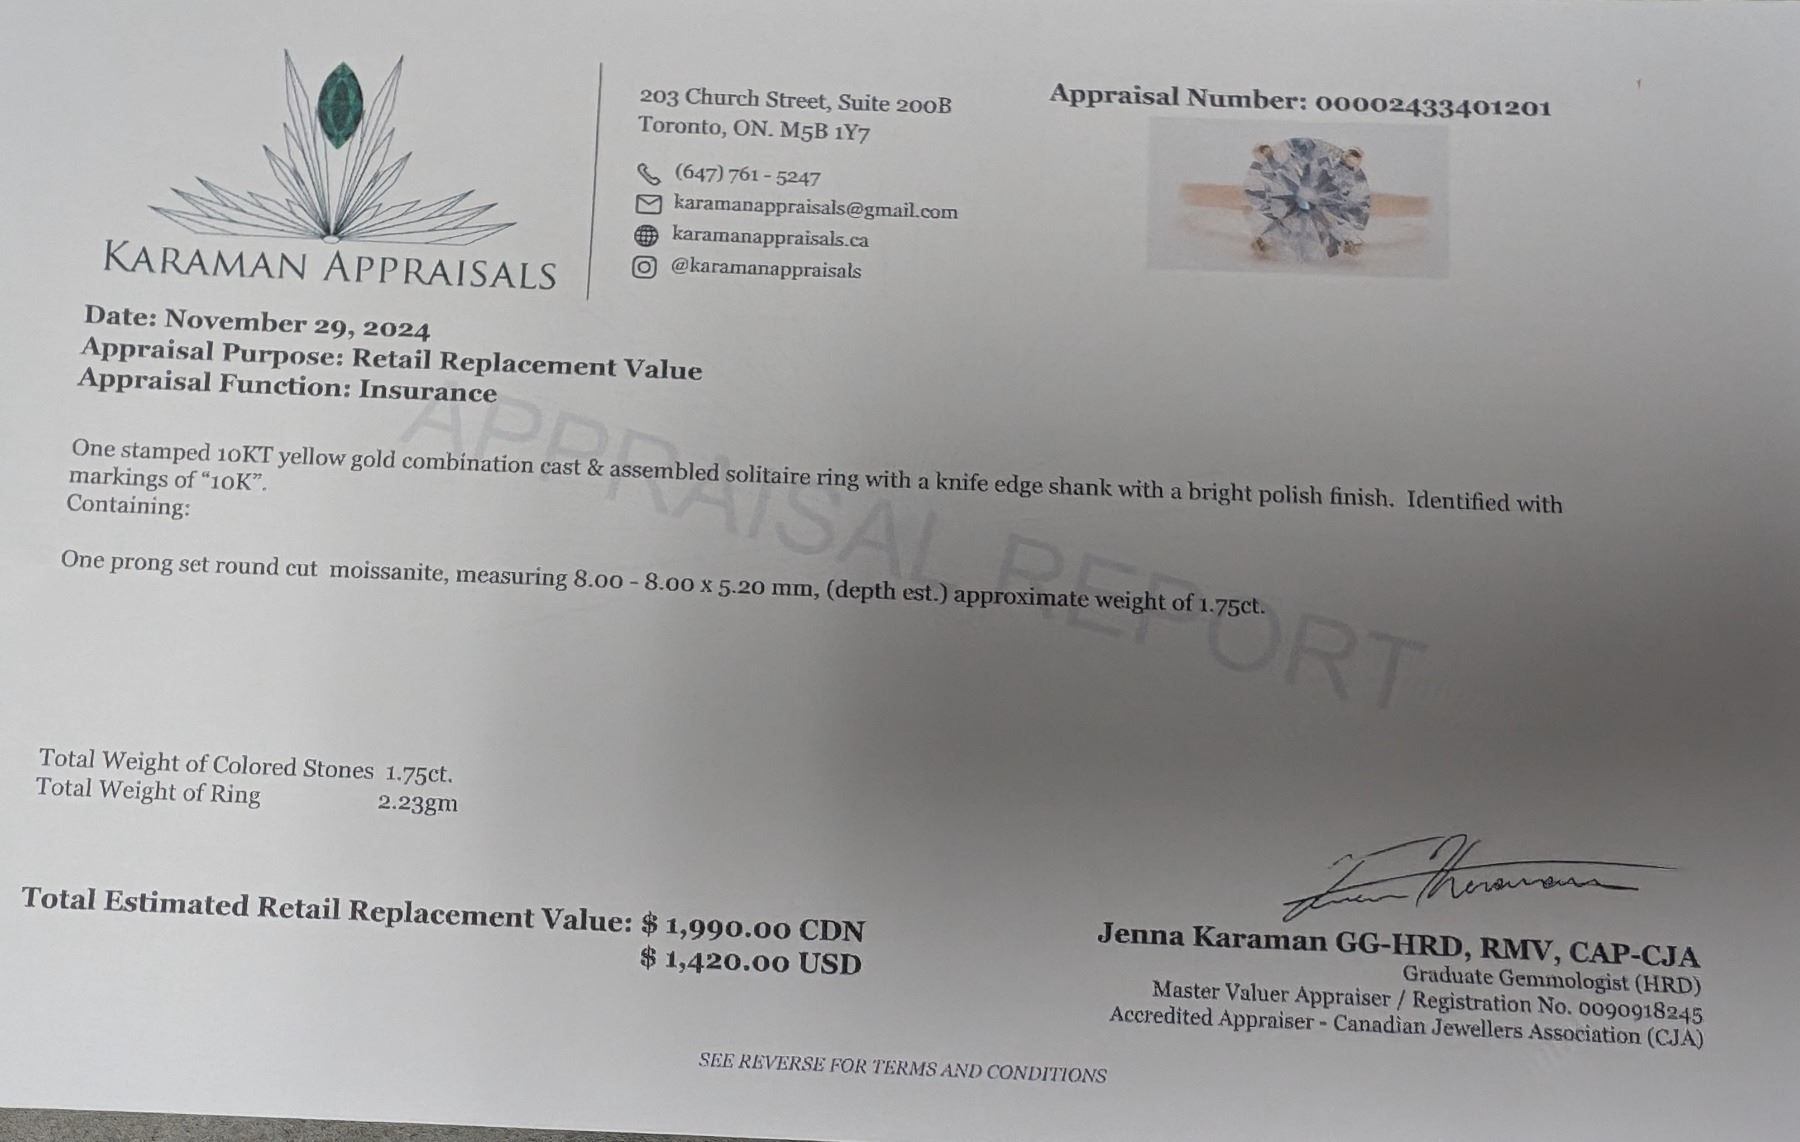 KARAMAN APPRAISALS
203 Church Street, Suite 200B
Toronto, ON. M5B 1Y7
(647) 761 - 5247
karamanappraisals@gmail.com
karamanappraisals.ca
@karamanappraisals
Appraisal Number: 00002433401201
Date: November 29, 2024
Appraisal Purpose: Retail Replacement Value
Appraisal Function: Insurance
APPRAISAL REPORT
One stamped 10KT yellow gold combination cast & assembled solitaire ring with a knife edge shank with a bright polish finish. Identified with
markings of “10K”.
Containing:
One prong set round cut moissanite, measuring 8.00 - 8.00 x 5.20 mm, (depth est.) approximate weight of 1.75ct.
Total Weight of Colored Stones 1.75ct.
Total Weight of Ring 2.23gm
Total Estimated Retail Replacement Value: $ 1,990.00 CDN
$ 1,420.00 USD
Jenna Karaman GG-HRD, RMV, CAP-CJA
Graduate Gemmologist (HRD)
Master Valuer Appraiser / Registration No. 0090918245
Accredited Appraiser - Canadian Jewellers Association (CJA)
SEE REVERSE FOR TERMS AND CONDITIONS